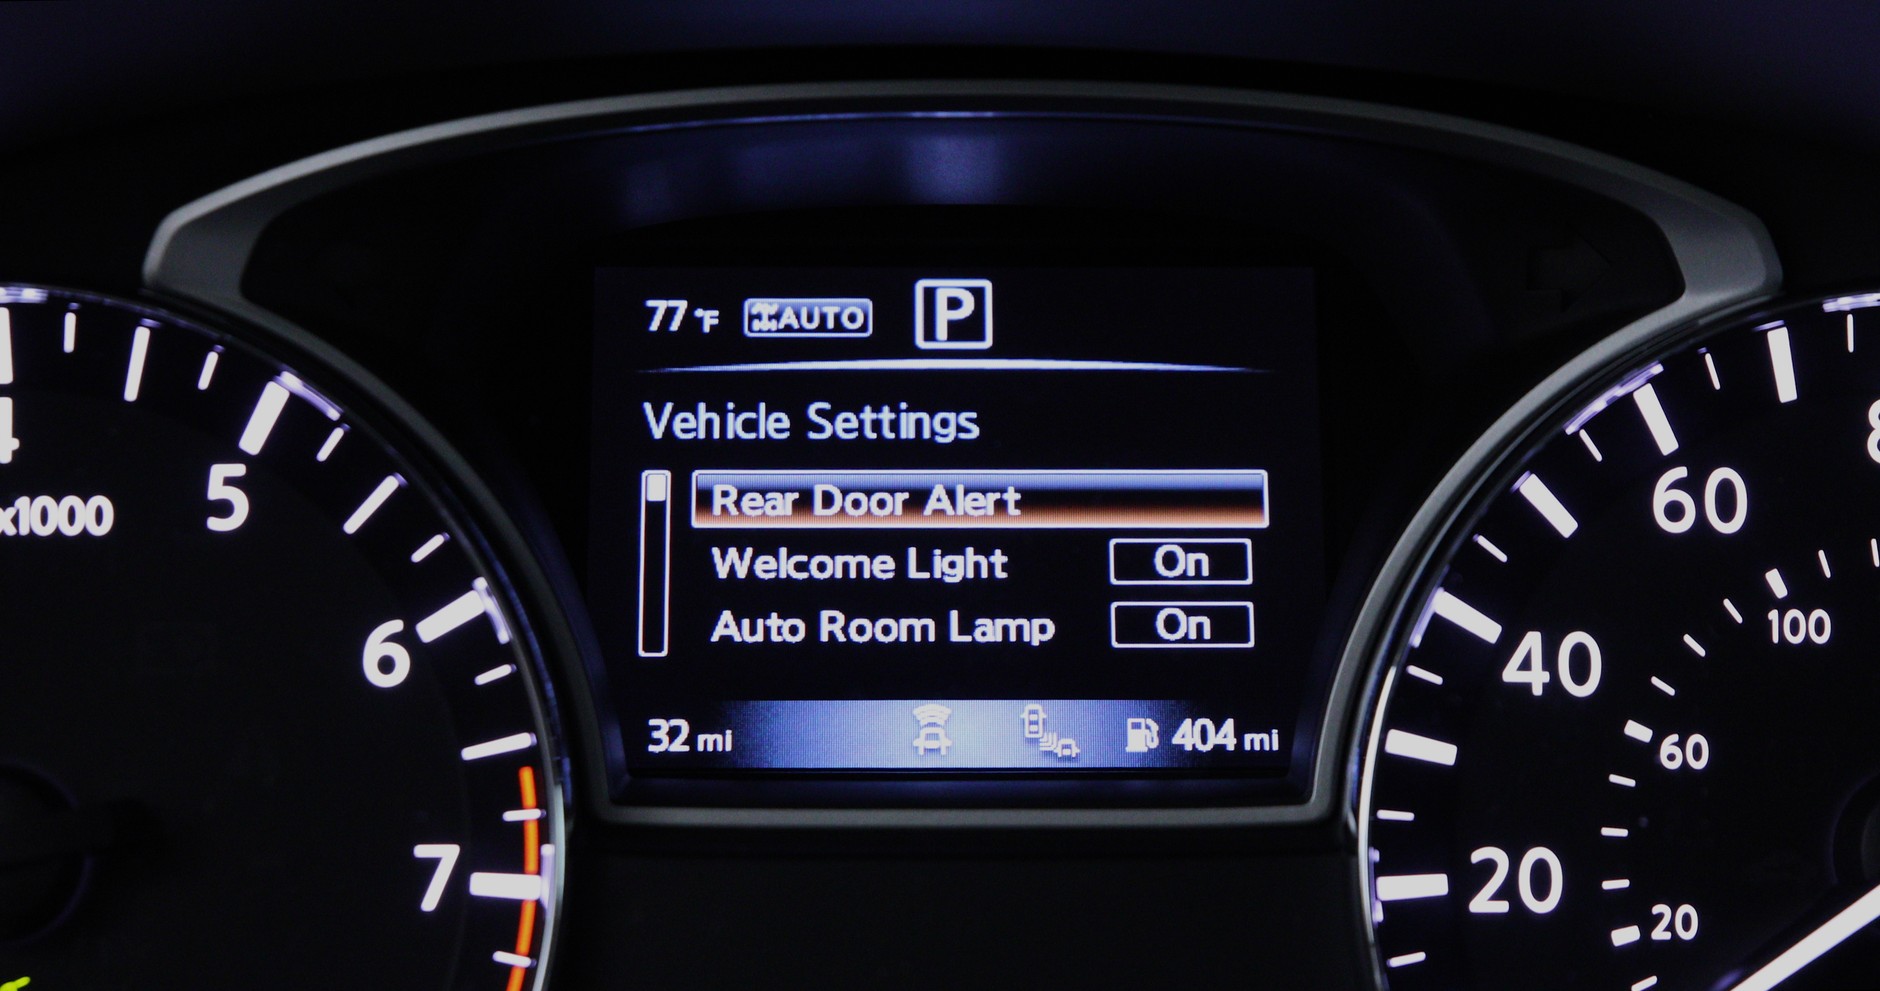 77 °F AUTO P
Vehicle Settings
Rear Door Alert
Welcome Light On
Auto Room Lamp On
32 mi 404 mi
4
x1000
5
6
7
60
40
20
100
60
20